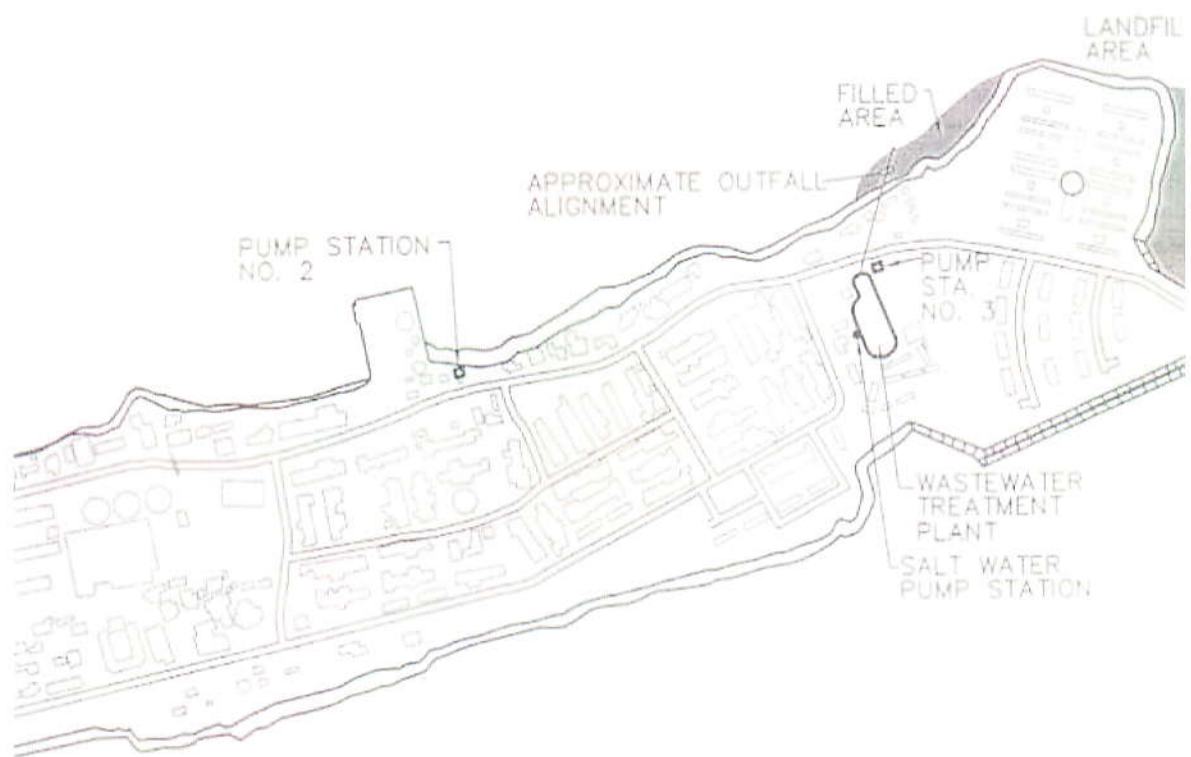 LANDFIL
AREA
FILLED
AREA
APPROXIMATE OUTFALL
ALIGNMENT
PUMP STATION
NO. 2
PUMP
STA.
NO. 3
WASTEWATER
TREATMENT
PLANT
SALT WATER
PUMP STATION